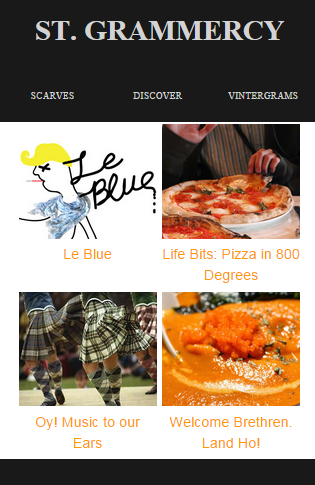 ST. GRAMMERCY
SCARVES DISCOVER VINTERGRAMS
Le
Blue...
Le Blue
Life Bits: Pizza in 800
Degrees
Oy! Music to our
Ears
Welcome Brethren.
Land Ho!